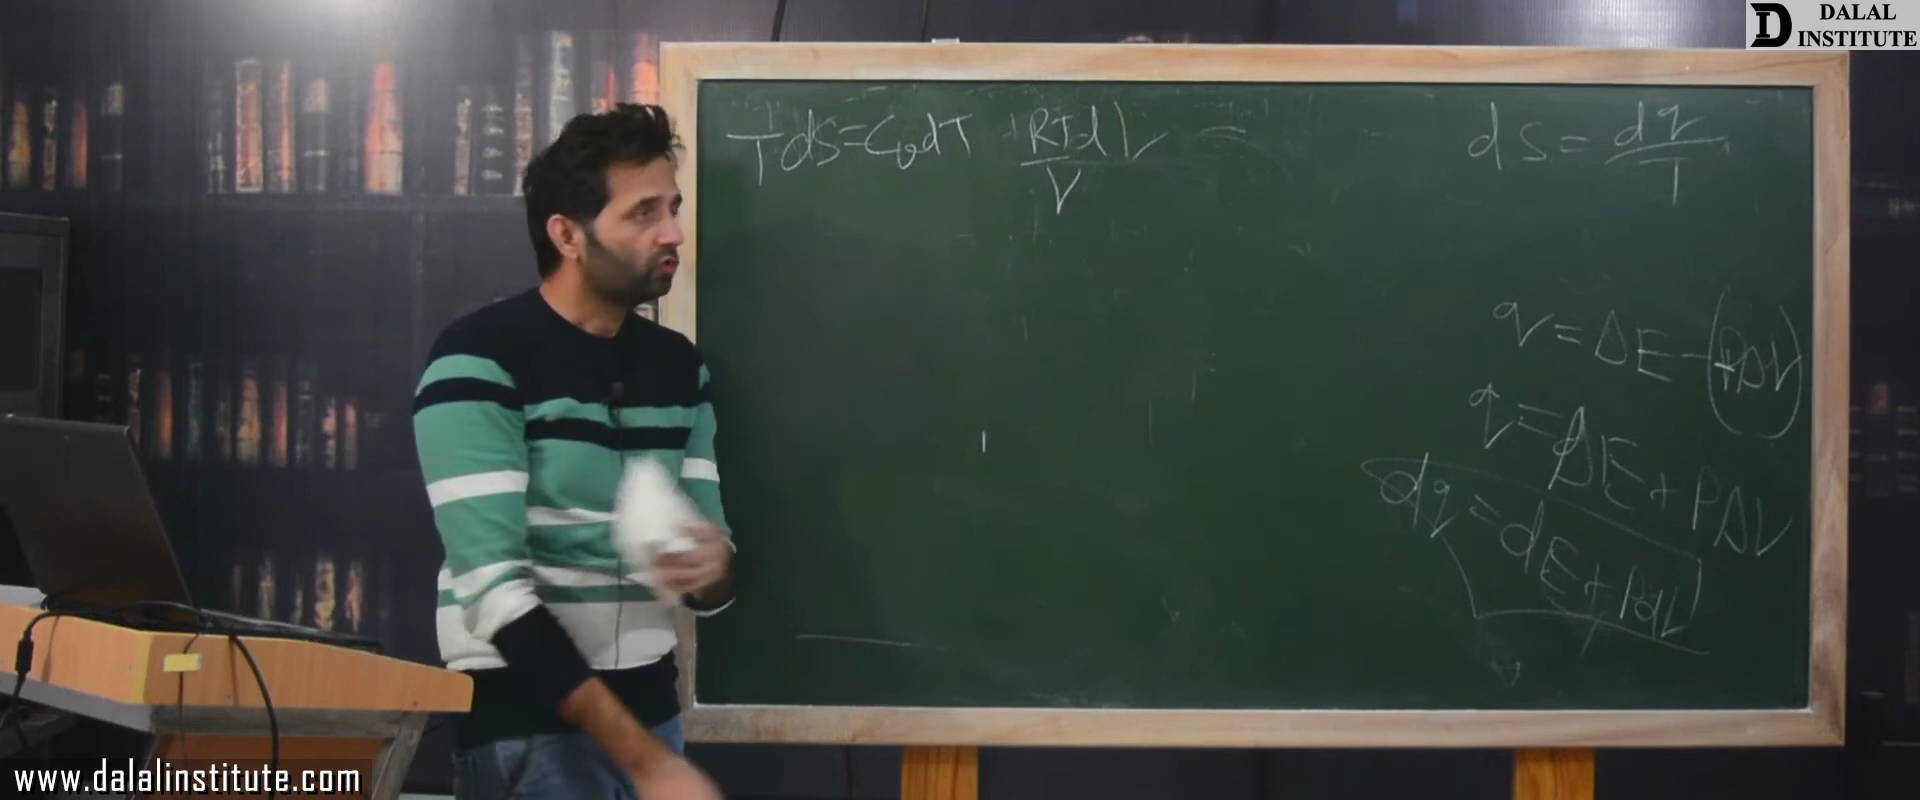 DALAL
INSTITUTE
TdS=CvdT + RTdV/V =
dS = dq/T
q=ΔE-(PΔV)
q=ΔE+PΔV
dq=dE+PdV
www.dalalinstitute.com